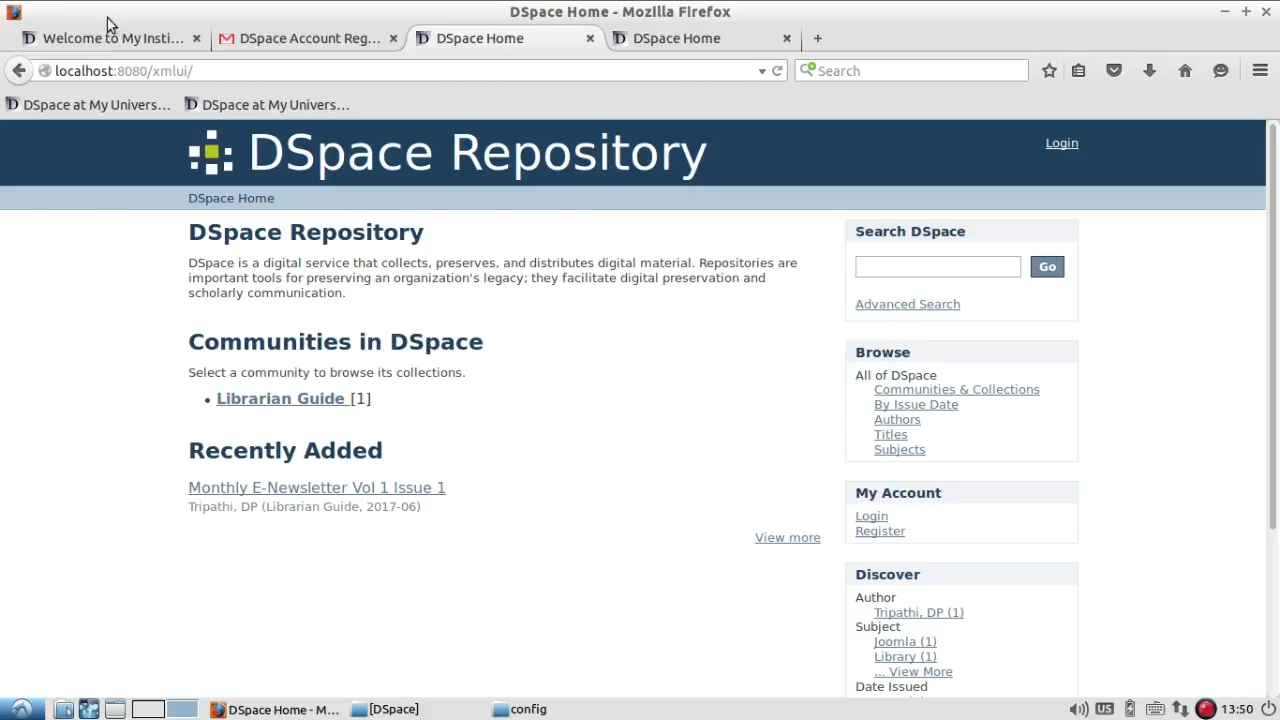 DSpace Home - Mozilla Firefox
Welcome to My Insti...
DSpace Account Reg...
DSpace Home
DSpace Home
localhost:8080/xmlui/
Search
DSpace at My Univers...
DSpace at My Univers...
DSpace Repository
Login
DSpace Home
DSpace Repository
DSpace is a digital service that collects, preserves, and distributes digital material. Repositories are
important tools for preserving an organization's legacy; they facilitate digital preservation and
scholarly communication.
Communities in DSpace
Select a community to browse its collections.
Librarian Guide [1]
Recently Added
Monthly E-Newsletter Vol 1 Issue 1
Tripathi, DP (Librarian Guide, 2017-06)
View more
Search DSpace
Go
Advanced Search
Browse
All of DSpace
Communities & Collections
By Issue Date
Authors
Titles
Subjects
My Account
Login
Register
Discover
Author
Tripathi, DP (1)
Subject
Joomla (1)
Library (1)
... View More
Date Issued
DSpace Home - M...
[DSpace]
config
US
13:50